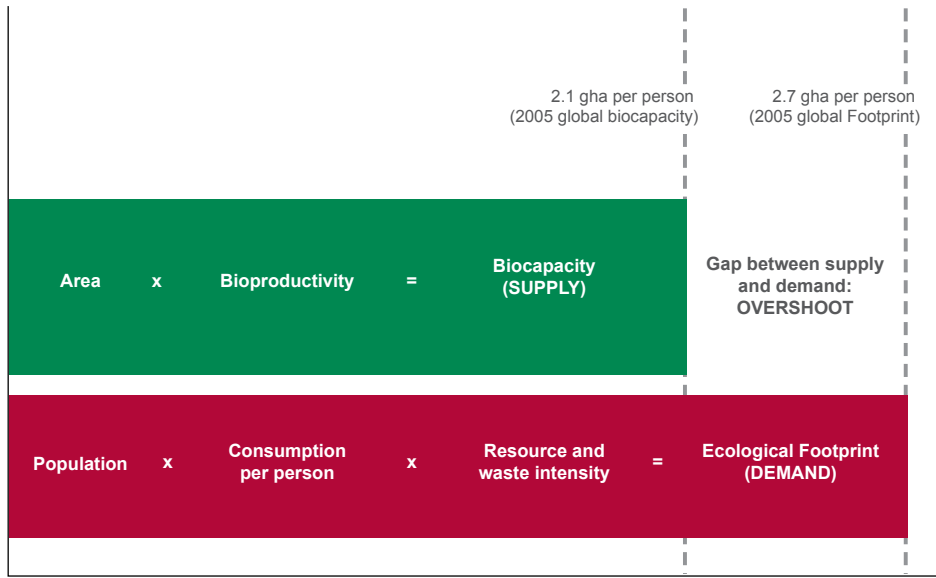 2.1 gha per person
(2005 global biocapacity)
2.7 gha per person
(2005 global Footprint)
Area x Bioproductivity = Biocapacity
(SUPPLY)
Gap between supply
and demand:
OVERSHOOT
Population x Consumption
per person x Resource and
waste intensity = Ecological Footprint
(DEMAND)